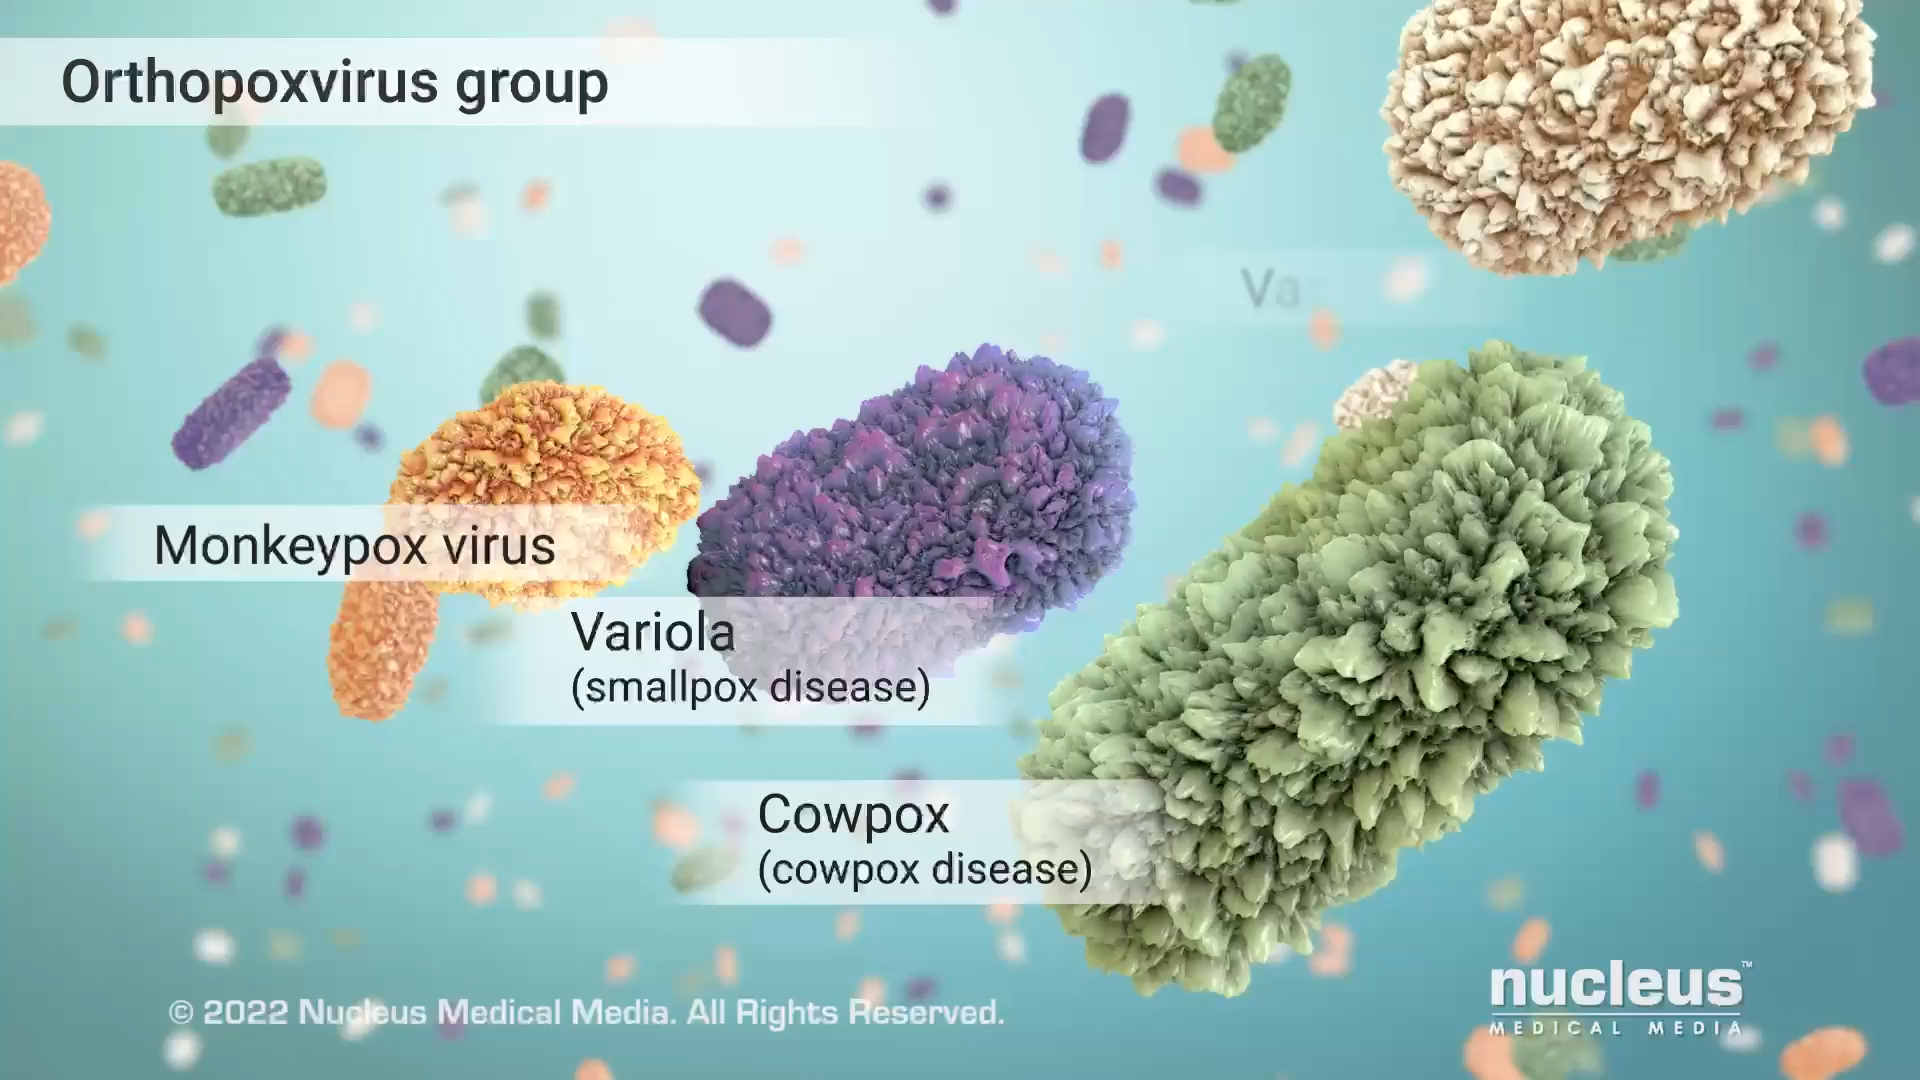 Orthopoxvirus group
Monkeypox virus
Variola
(smallpox disease)
Cowpox
(cowpox disease)
© 2022 Nucleus Medical Media. All Rights Reserved.
nucleus™
MEDICAL MEDIA